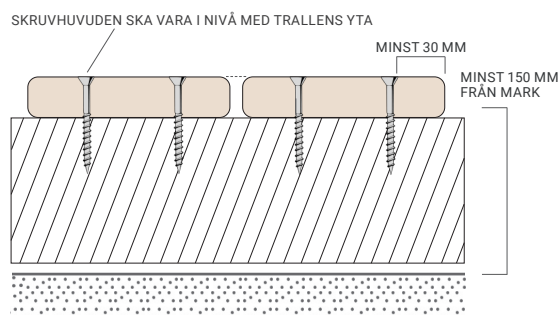 SKRUVHUVUDEN SKA VARA I NIVÅ MED TRALLENS YTA
MINST 30 MM
MINST 150 MM
FRÅN MARK